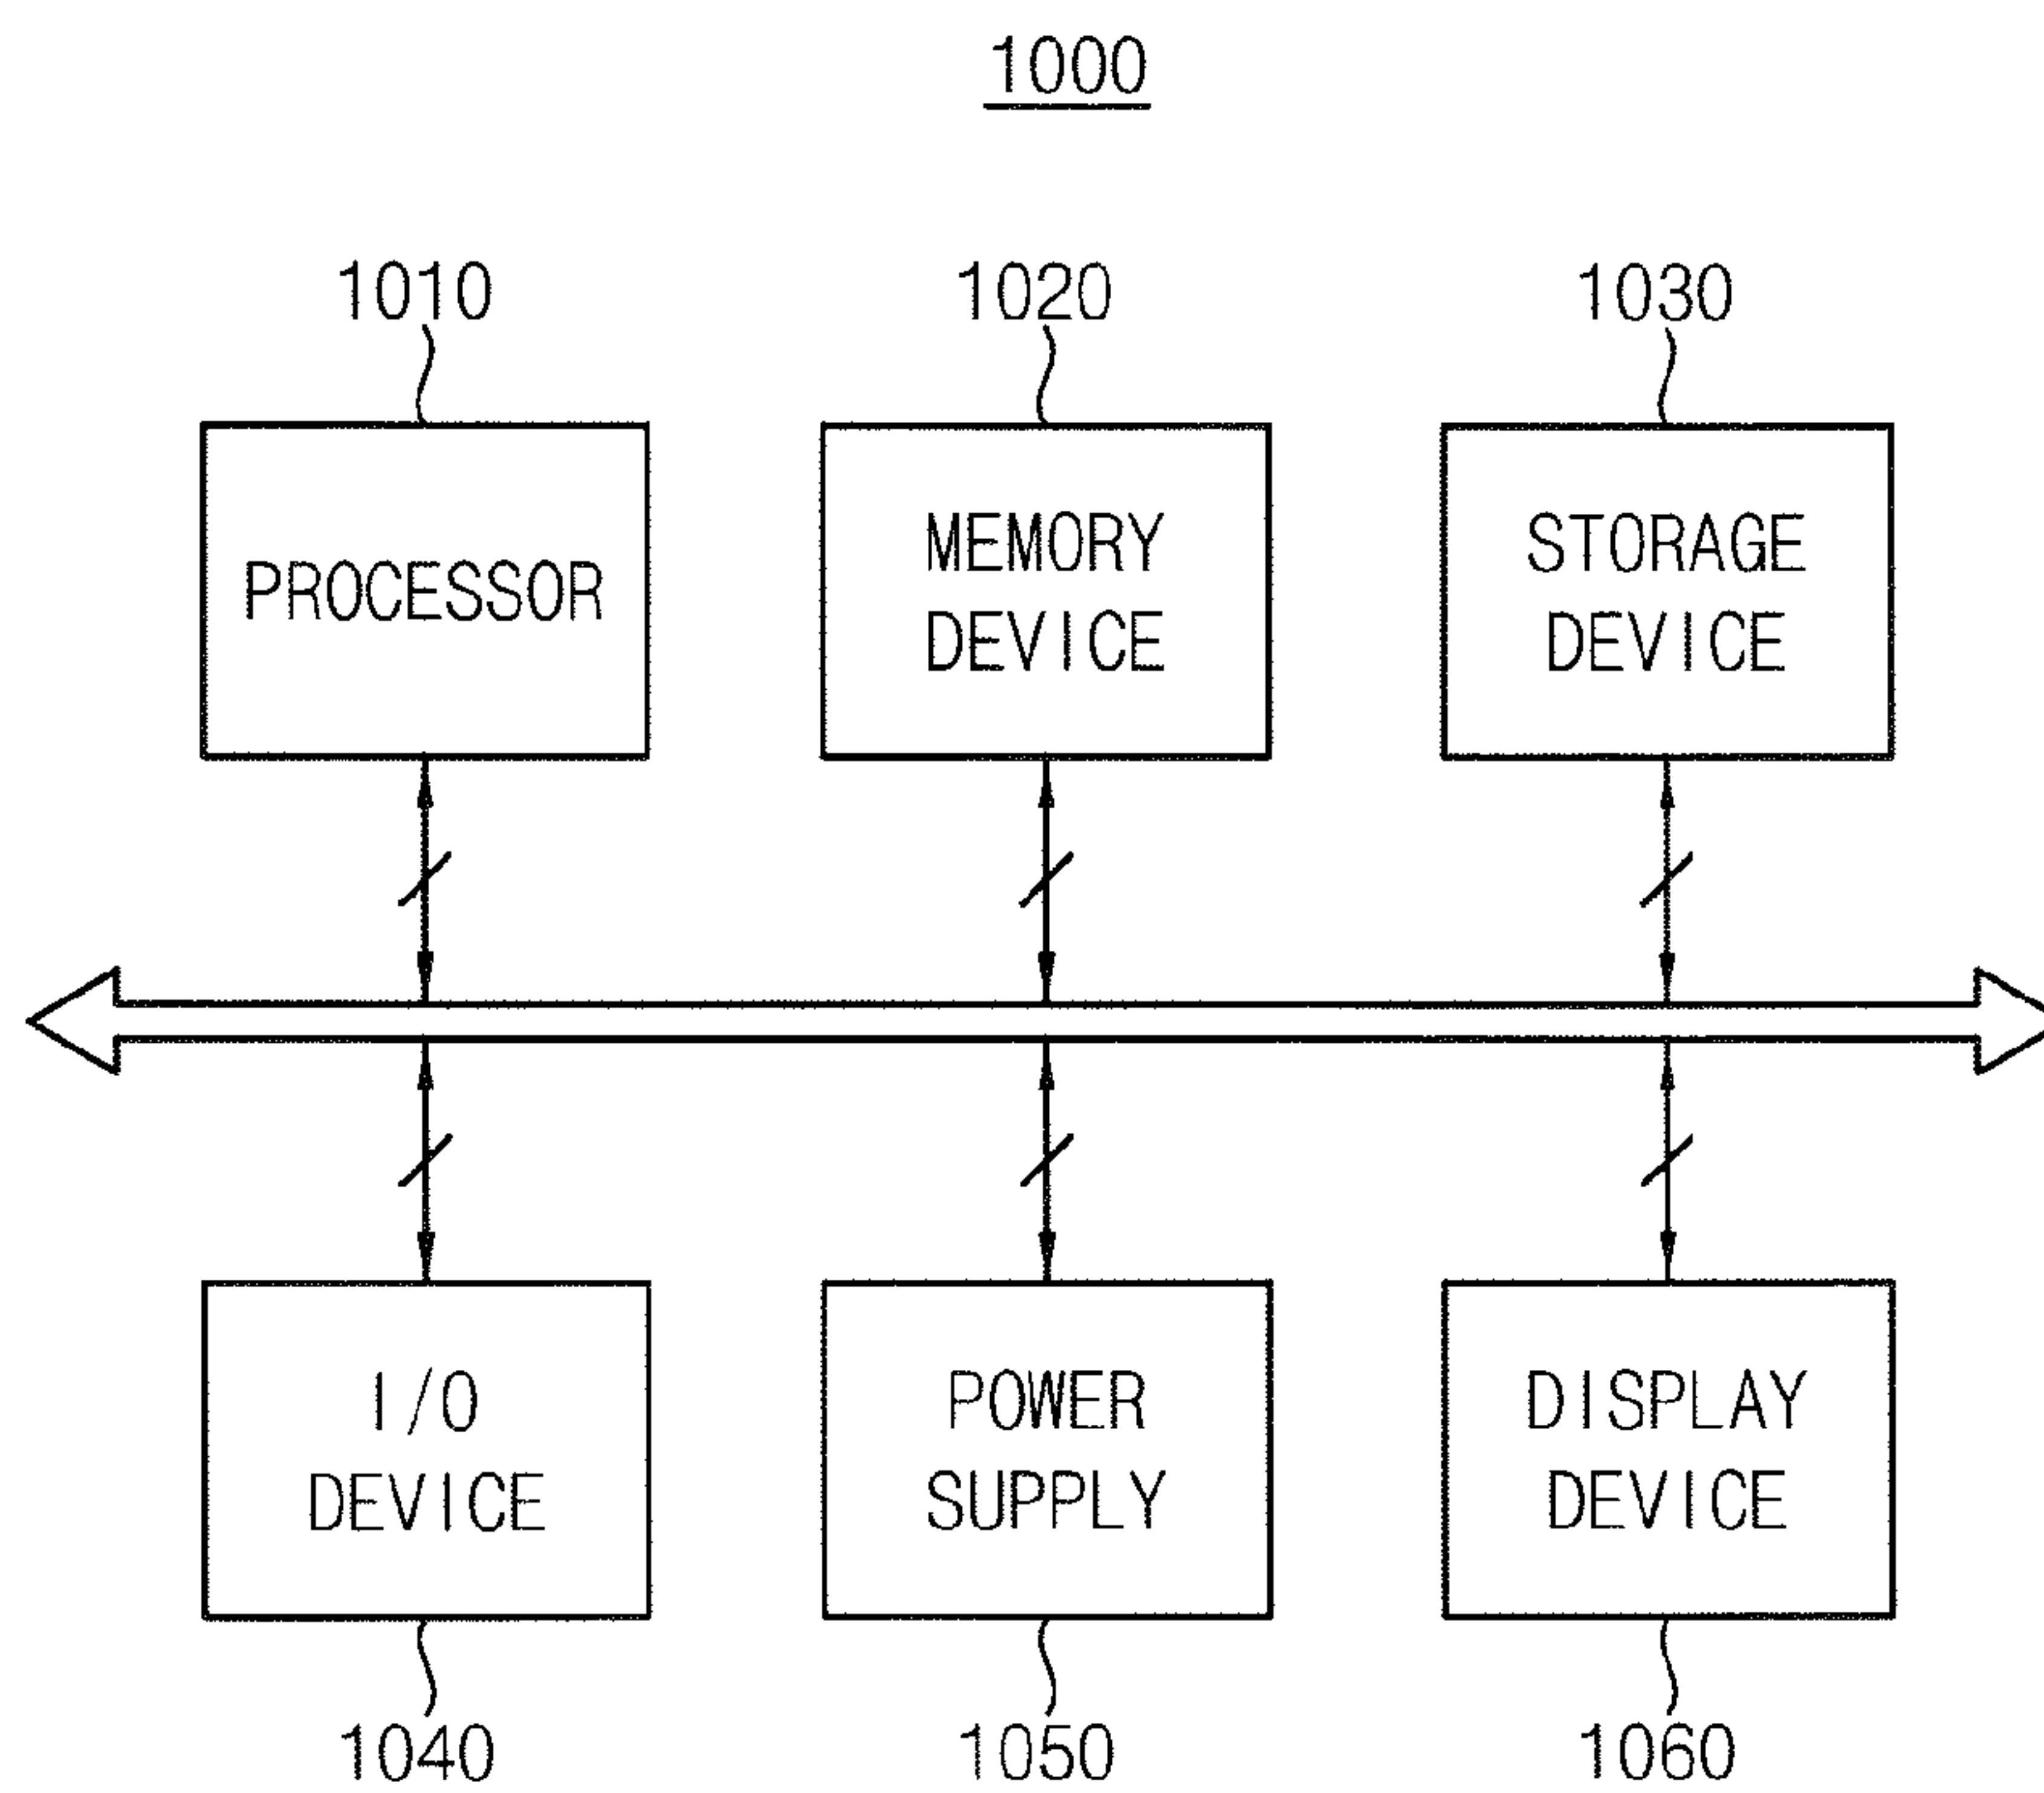 1000
1010
1020
1030
PROCESSOR
MEMORY
DEVICE
STORAGE
DEVICE
I/O
DEVICE
POWER
SUPPLY
DISPLAY
DEVICE
1040
1050
1060